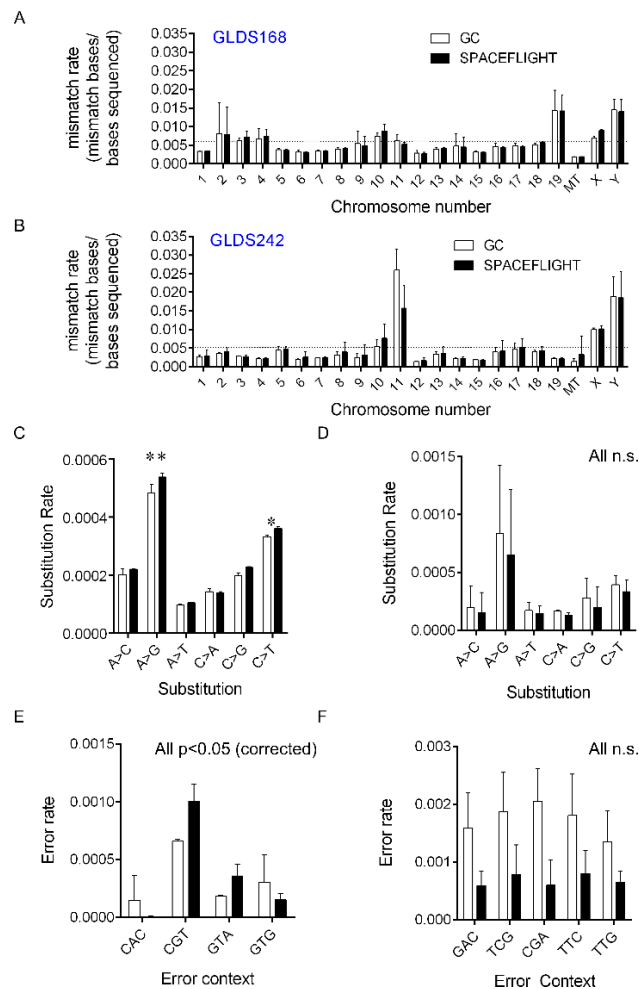 A
GLDS168
GC
SPACEFLIGHT
mismatch rate
(mismatch bases/
bases sequenced)
0.035
0.030
0.025
0.020
0.015
0.010
0.005
0.000
1 2 3 4 5 6 7 8 9 10 11 12 13 14 15 16 17 18 19 MT X Y
Chromosome number
B
GLDS242
GC
SPACEFLIGHT
mismatch rate
(mismatch bases/
bases sequenced)
0.035
0.030
0.025
0.020
0.015
0.010
0.005
0.000
1 2 3 4 5 6 7 8 9 10 11 12 13 14 15 16 17 18 19 MT X Y
Chromosome number
C
Substitution Rate
0.0006
0.0004
0.0002
0.0000
**
*
A>C A>G A>T C>A C>G C>T
Substitution
D
All n.s.
Substitution Rate
0.0015
0.0010
0.0005
0.0000
A>C A>G A>T C>A C>G C>T
Substitution
E
All p<0.05 (corrected)
Error rate
0.0015
0.0010
0.0005
0.0000
CAC CGT GTA GTG
Error context
F
All n.s.
Error rate
0.003
0.002
0.001
0.000
GAC TCG CGA TTC TTG
Error Context